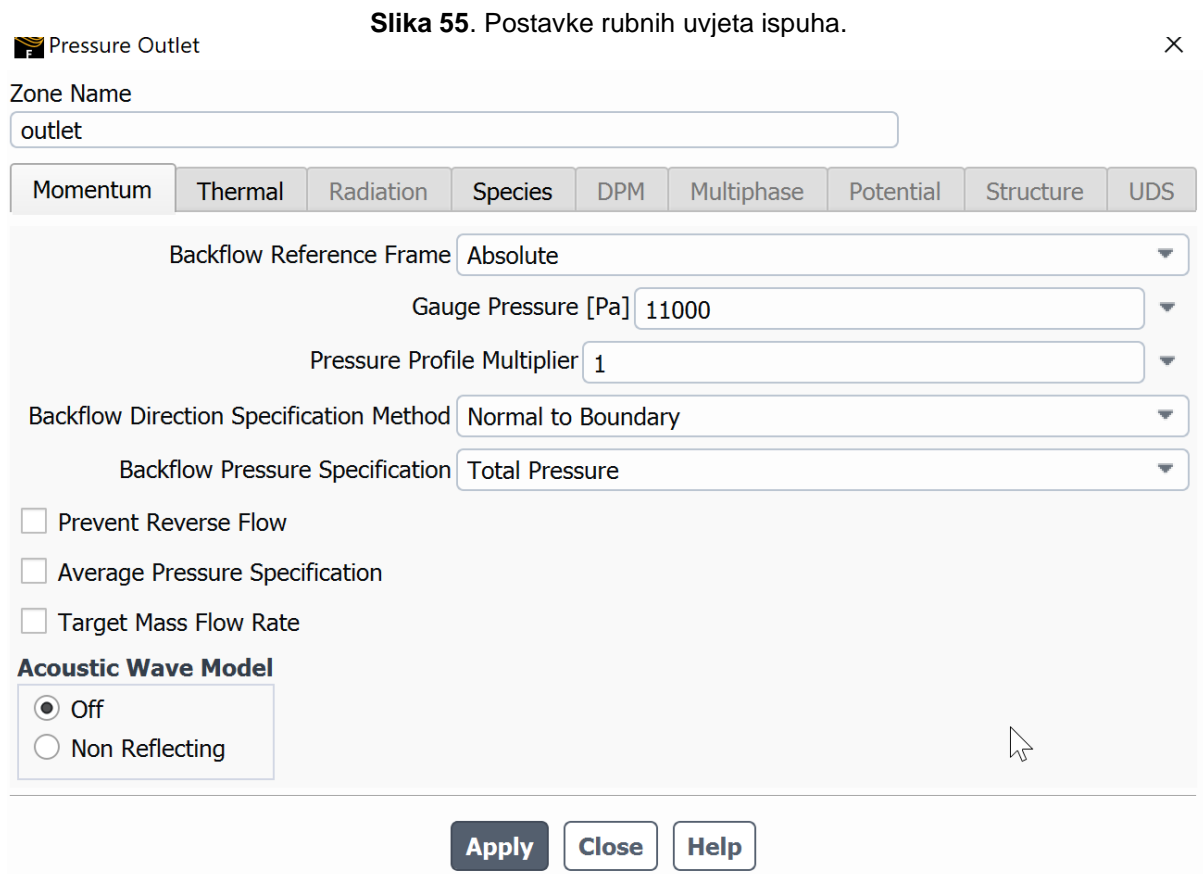 Slika 55. Postavke rubnih uvjeta ispuha.
F Pressure Outlet
Zone Name
outlet
Momentum Thermal Radiation Species DPM Multiphase Potential Structure UDS
Backflow Reference Frame Absolute
Gauge Pressure [Pa] 11000
Pressure Profile Multiplier 1
Backflow Direction Specification Method Normal to Boundary
Backflow Pressure Specification Total Pressure
Prevent Reverse Flow
Average Pressure Specification
Target Mass Flow Rate
Acoustic Wave Model
Off
Non Reflecting
Apply Close Help